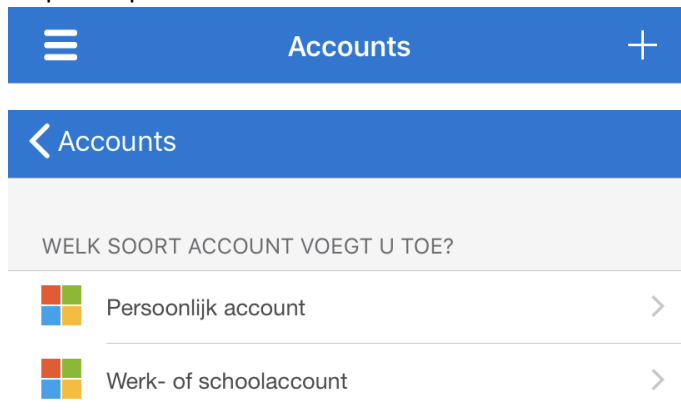 Accounts
Accounts
WELK SOORT ACCOUNT VOEGT U TOE?
Persoonlijk account
Werk- of schoolaccount